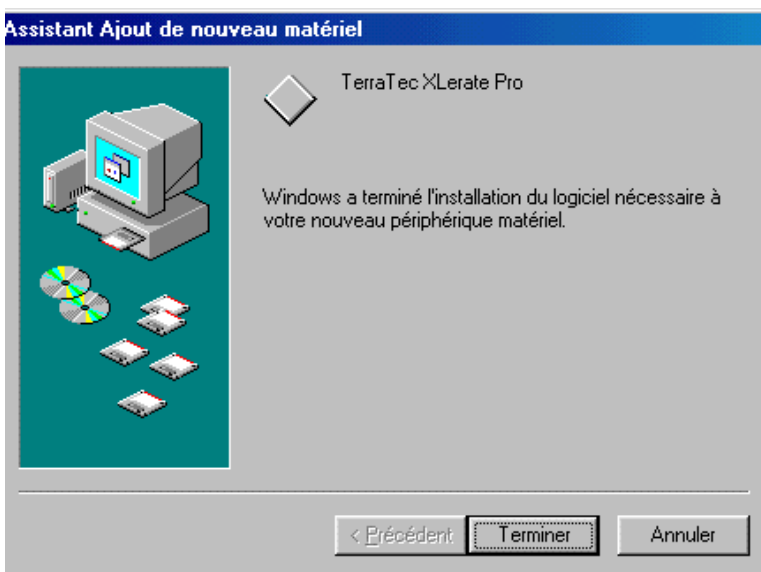 Assistant Ajout de nouveau matériel
TerraTec XLerate Pro
Windows a terminé l'installation du logiciel nécessaire à
votre nouveau périphérique matériel.
< Précédent
Terminer
Annuler